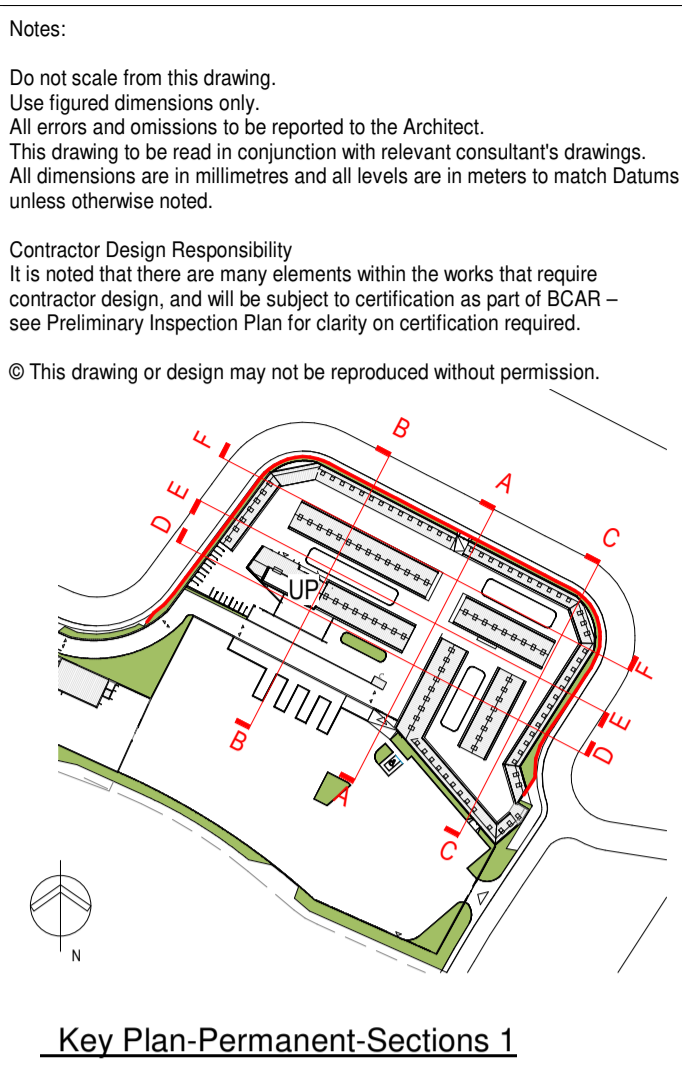 Notes:
Do not scale from this drawing.
Use figured dimensions only.
All errors and omissions to be reported to the Architect.
This drawing to be read in conjunction with relevant consultant's drawings.
All dimensions are in millimetres and all levels are in meters to match Datums
unless otherwise noted.
Contractor Design Responsibility
It is noted that there are many elements within the works that require
contractor design, and will be subject to certification as part of BCAR –
see Preliminary Inspection Plan for clarity on certification required.
© This drawing or design may not be reproduced without permission.
B
F
A
E
D
C
UP
F
E
D
B
A
C
N
Key Plan-Permanent-Sections 1